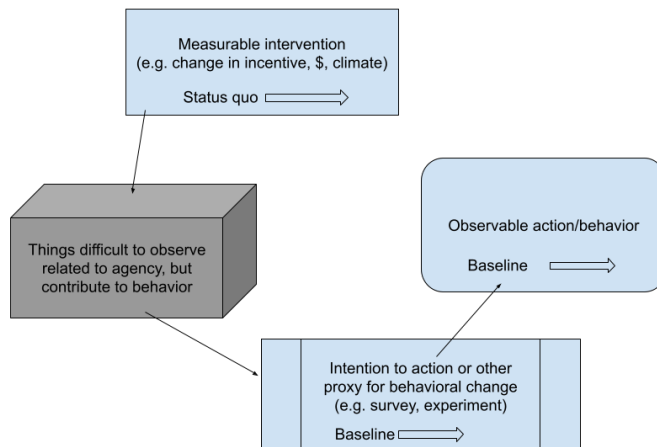 Measurable intervention
(e.g. change in incentive, $, climate)
Status quo
Things difficult to observe
related to agency, but
contribute to behavior
Observable action/behavior
Baseline
Intention to action or other
proxy for behavioral change
(e.g. survey, experiment)
Baseline